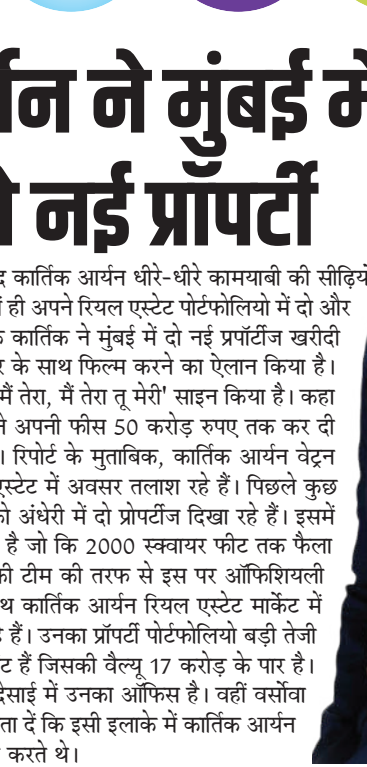 ने मुंबई
नई प्रॉपर्टी
कार्तिक आर्यन धीरे-धीरे कामयाबी की
ही अपने रियल एस्टेट पोर्टफोलियो में दो और
कार्तिक ने मुंबई में दो नई प्रपॉर्टीज खरीदी
के साथ फिल्म करने का ऐलान किया है।
मैं तेरा, मैं तेरा तू मेरी' साइन किया है। कहा
अपनी फीस 50 करोड़ रुपए तक कर दी
। रिपोर्ट के मुताबिक, कार्तिक आर्यन वेट्रन
एस्टेट में अवसर तलाश रहे हैं। पिछले कुछ
को अंधेरी में दो प्रोपर्टीज दिखा रहे हैं। इसमें
है जो कि 2000 स्क्वायर फीट तक फैला
की टीम की तरफ से इस पर ऑफिशियली
कार्तिक आर्यन रियल एस्टेट मार्केट में
हैं। उनका प्रॉपर्टी पोर्टफोलियो बड़ी तेजी
हैं जिसकी वैल्यू 17 करोड़ के पार है।
में उनका ऑफिस है। वहीं वर्सोवा
दें कि इसी इलाके में कार्तिक आर्यन
करते थे।